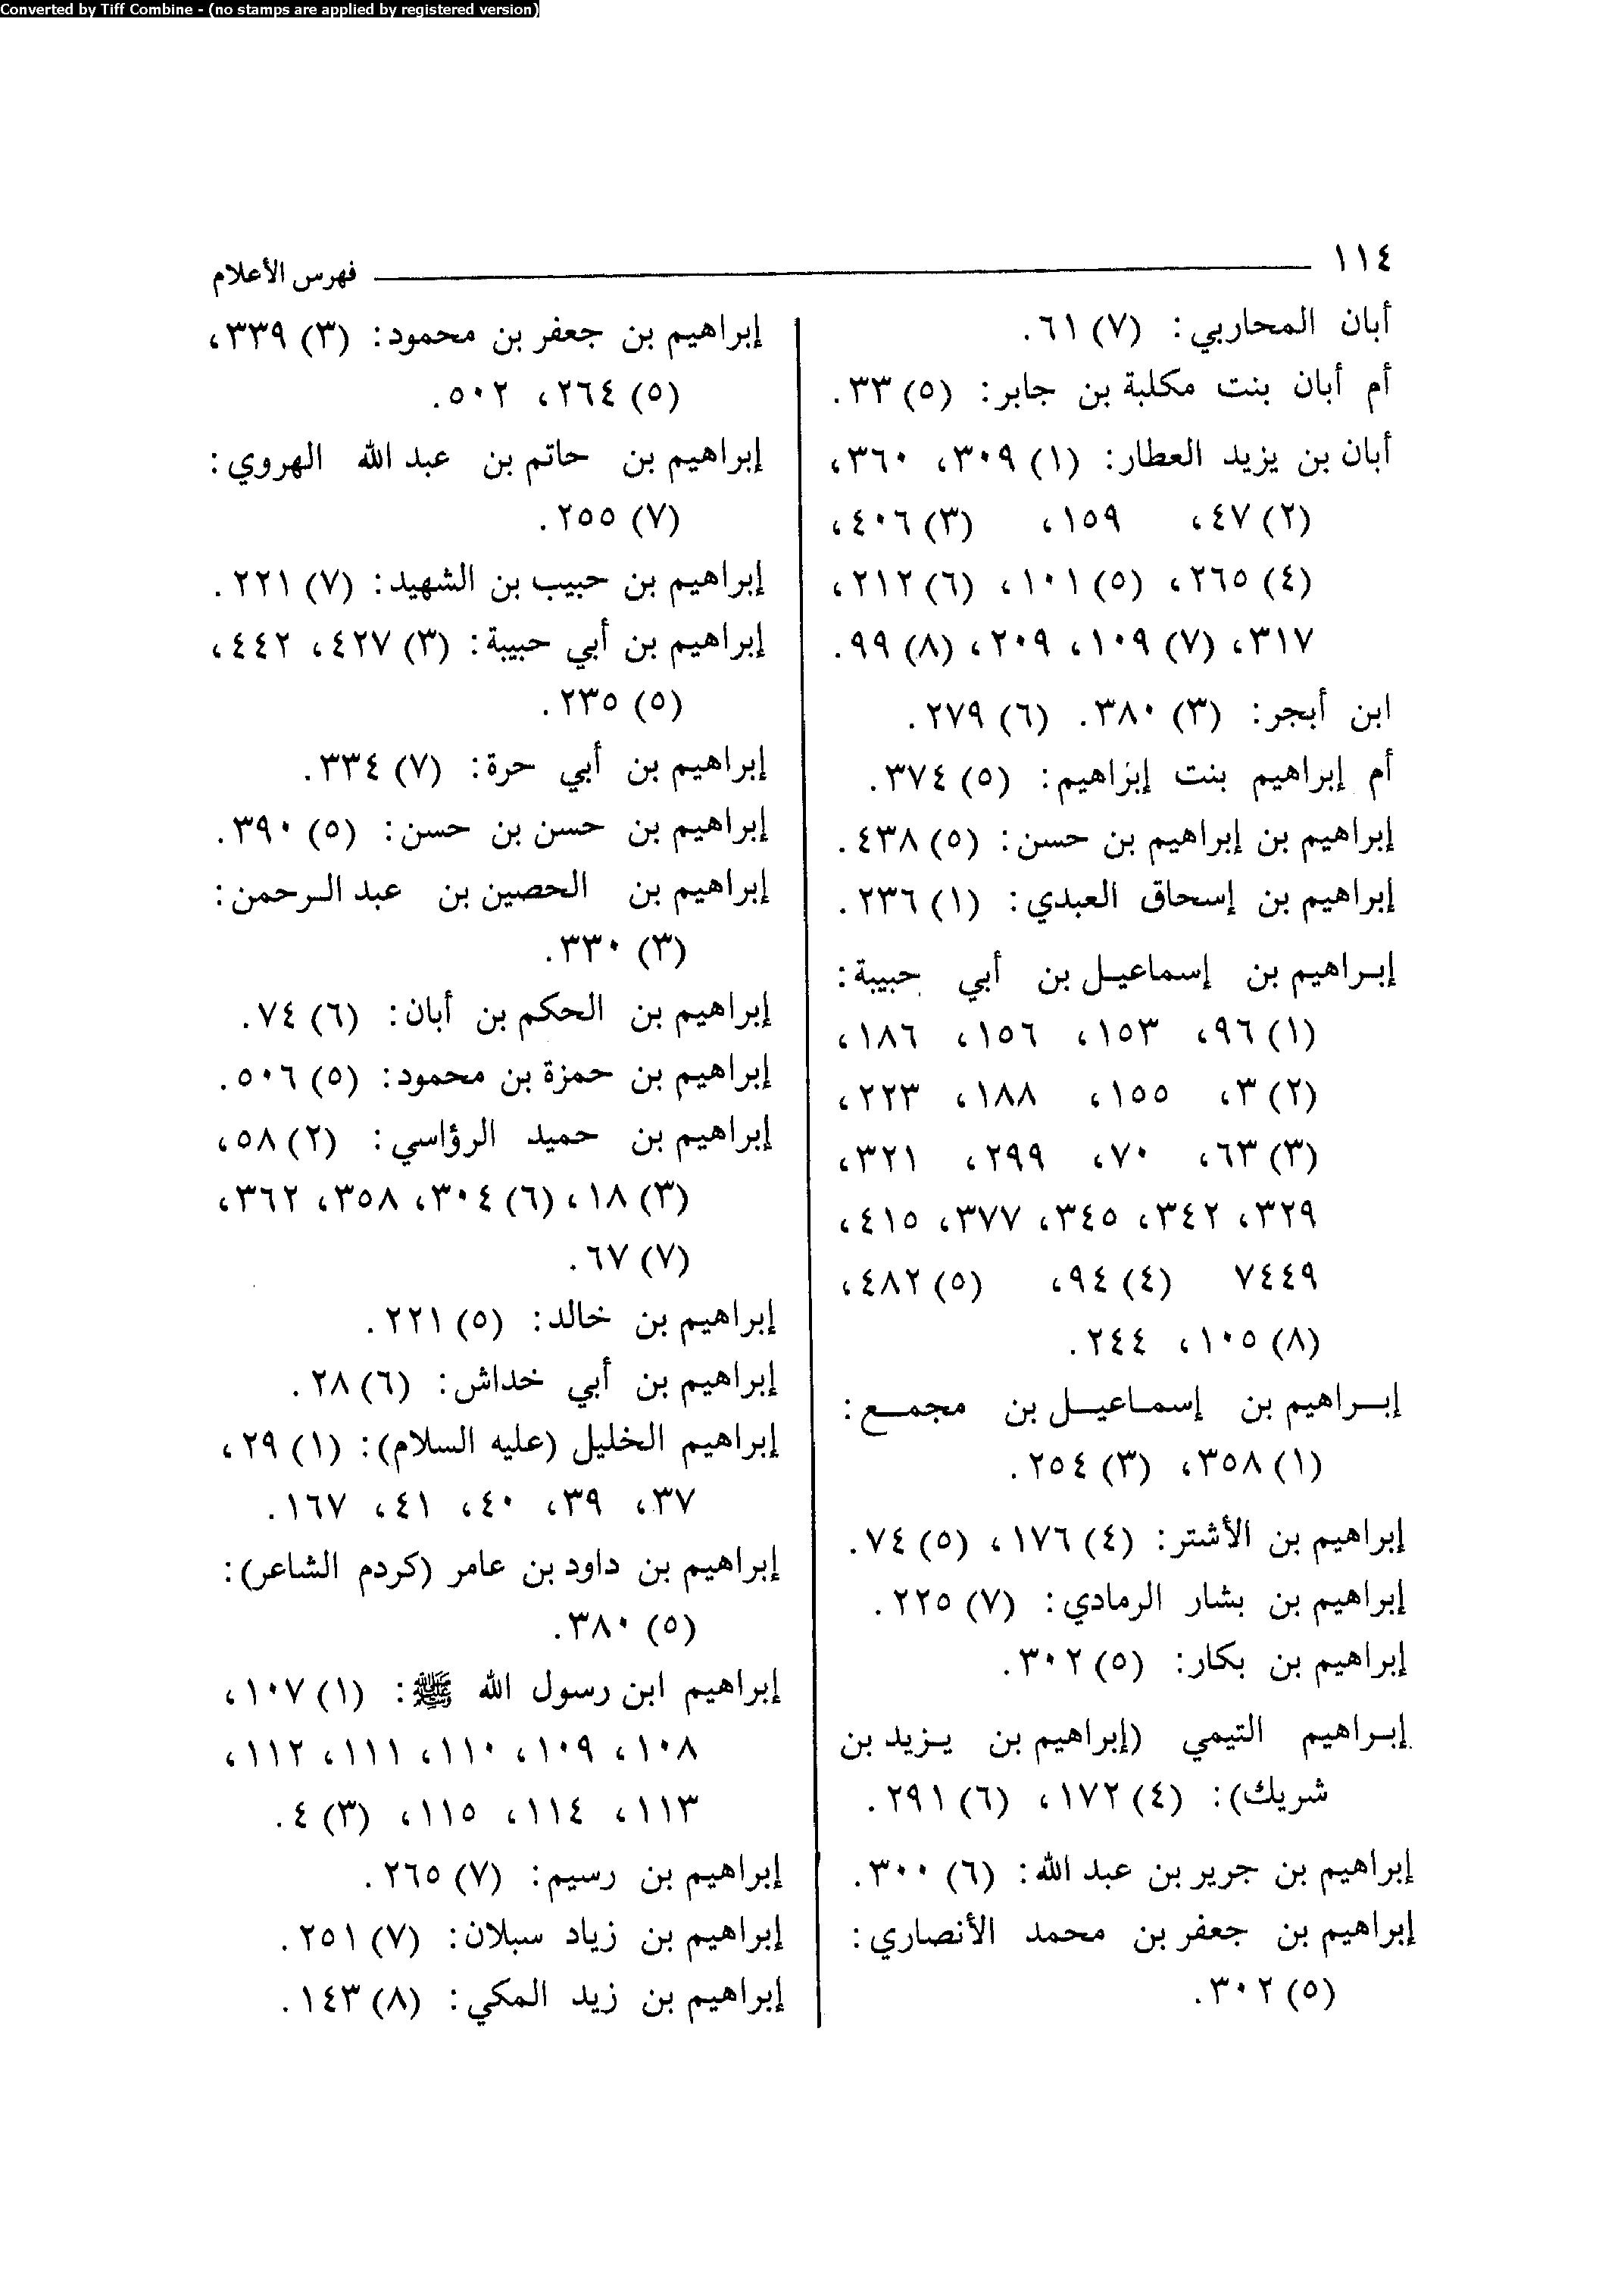 Converted by Tiff Combine - (no stamps are applied by registered version)
١١٤
فهرس الأعلام
أبان المحاربي: (٧) ٦١.
أم أبان بنت مكلبة بن جابر: (٥) ٣٣.
أبان بن يزيد العطار: (١) ٣٠٩، ٣٦٠،
(٢) ٤٧، ١٥٩، (٣) ٤٠٦،
(٤) ٢٦٥، (٥) ١٠١، (٦) ٢١٢،
٣١٧، (٧) ١٠٩، ٢٠٩، (٨) ٩٩.
ابن أبجر: (٣) ٣٨٠. (٦) ٢٧٩.
أم إبراهيم بنت إبراهيم: (٥) ٣٧٤.
إبراهيم بن إبراهيم بن حسن: (٥) ٤٣٨.
إبراهيم بن إسحاق العبدي: (١) ٢٣٦.
إبراهيم بن إسماعيل بن أبي حبيبة:
(١) ٩٦، ١٥٣، ١٥٦، ١٨٦،
(٢) ٣، ١٥٥، ١٨٨، ٢٢٣،
(٣) ٦٣، ٧٠، ٢٩٩، ٣٢١،
٣٢٩، ٣٤٢، ٣٤٥، ٣٧٧، ٤١٥،
٧٤٤٩ (٤) ٩٤، (٥) ٤٨٢،
(٨) ١٠٥، ٢٤٤.
إبراهيم بن إسماعيل بن مجمع:
(١) ٣٥٨، (٣) ٢٥٤.
إبراهيم بن الأشتر: (٤) ١٧٦، (٥) ٧٤.
إبراهيم بن بشار الرمادي: (٧) ٢٢٥.
إبراهيم بن بكار: (٥) ٣٠٢.
إبراهيم التيمي (إبراهيم بن يزيد بن
شريك): (٤) ١٧٢، (٦) ٢٩١.
إبراهيم بن جرير بن عبد الله: (٦) ٣٠٠.
إبراهيم بن جعفر بن محمد الأنصاري:
(٥) ٣٠٢.
إبراهيم بن جعفر بن محمود: (٣) ٣٣٩،
(٥) ٢٦٤، ٥٠٢.
إبراهيم بن حاتم بن عبد الله الهروي:
(٧) ٢٥٥.
إبراهيم بن حبيب بن الشهيد: (٧) ٢٢١.
إبراهيم بن أبي حبيبة: (٣) ٤٢٧، ٤٤٢،
(٥) ٢٣٥.
إبراهيم بن أبي حرة: (٧) ٣٣٤.
إبراهيم بن حسن بن حسن: (٥) ٣٩٠.
إبراهيم بن الحصين بن عبد الرحمن:
(٣) ٣٣٠.
إبراهيم بن الحكم بن أبان: (٦) ٧٤.
إبراهيم بن حمزة بن محمود: (٥) ٥٠٦.
إبراهيم بن حميد الرؤاسي: (٢) ٥٨،
(٣) ١٨، (٦) ٣٠٤، ٣٥٨، ٣٦٢،
(٧) ٦٧.
إبراهيم بن خالد: (٥) ٢٢١.
إبراهيم بن أبي خداش: (٦) ٢٨.
إبراهيم الخليل (عليه السلام): (١) ٢٩،
٣٧، ٣٩، ٤٠، ٤١، ١٦٧.
إبراهيم بن داود بن عامر (كردم الشاعر):
(٥) ٣٨٠.
إبراهيم ابن رسول الله ﷺ: (١) ١٠٧،
١٠٨، ١٠٩، ١١٠، ١١١، ١١٢،
١١٣، ١١٤، ١١٥، (٣) ٤.
إبراهيم بن رسيم: (٧) ٢٦٥.
إبراهيم بن زياد سبلان: (٧) ٢٥١.
إبراهيم بن زيد المكي: (٨) ١٤٣.